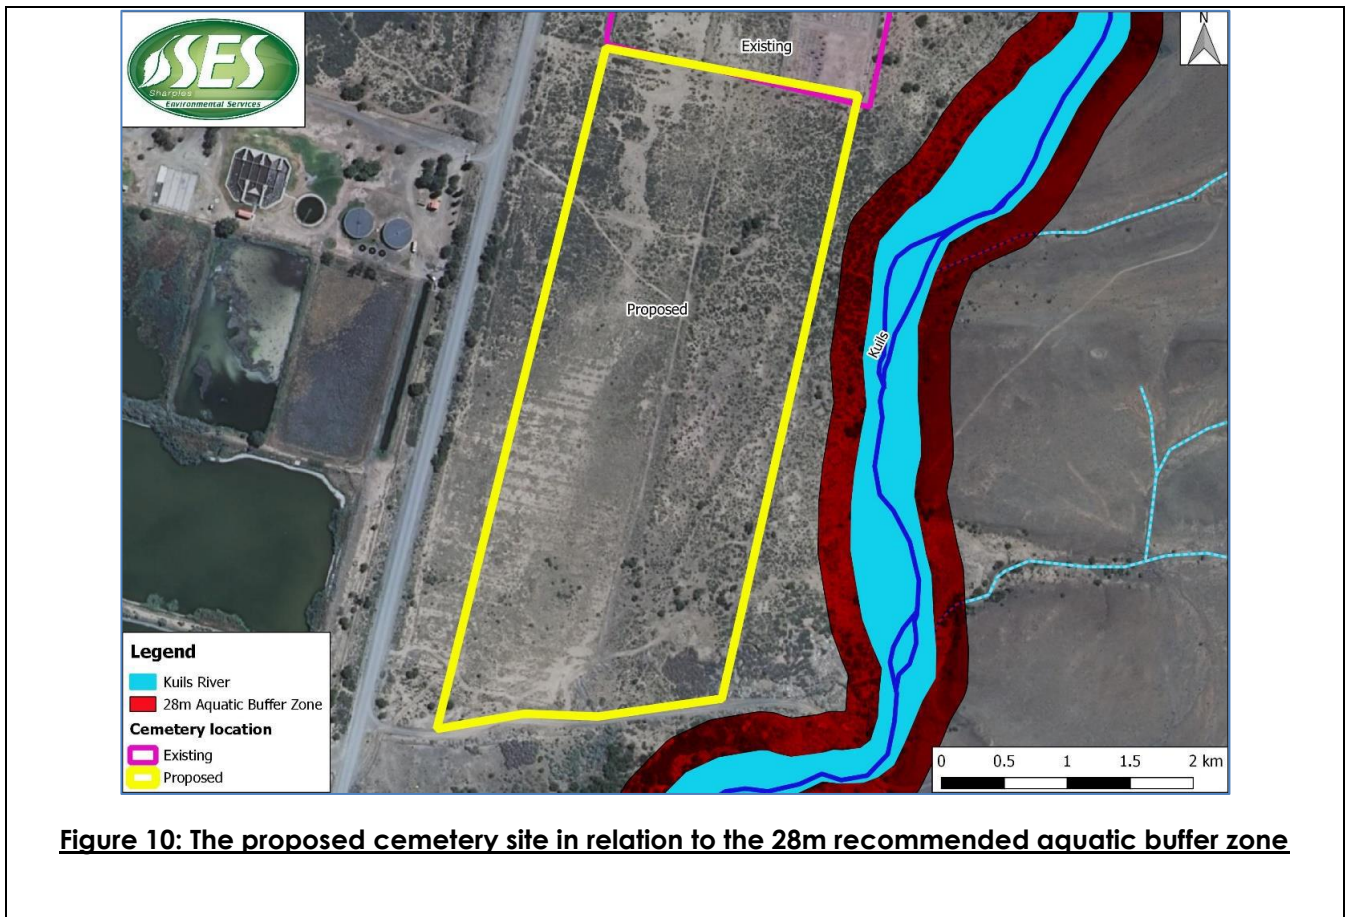 SES
Sharples
Environmental Services
Existing
N
Proposed
Kuils
Legend
Kuils River
28m Aquatic Buffer Zone
Cemetery location
Existing
Proposed
0 0.5 1 1.5 2 km
Figure 10: The proposed cemetery site in relation to the 28m recommended aquatic buffer zone